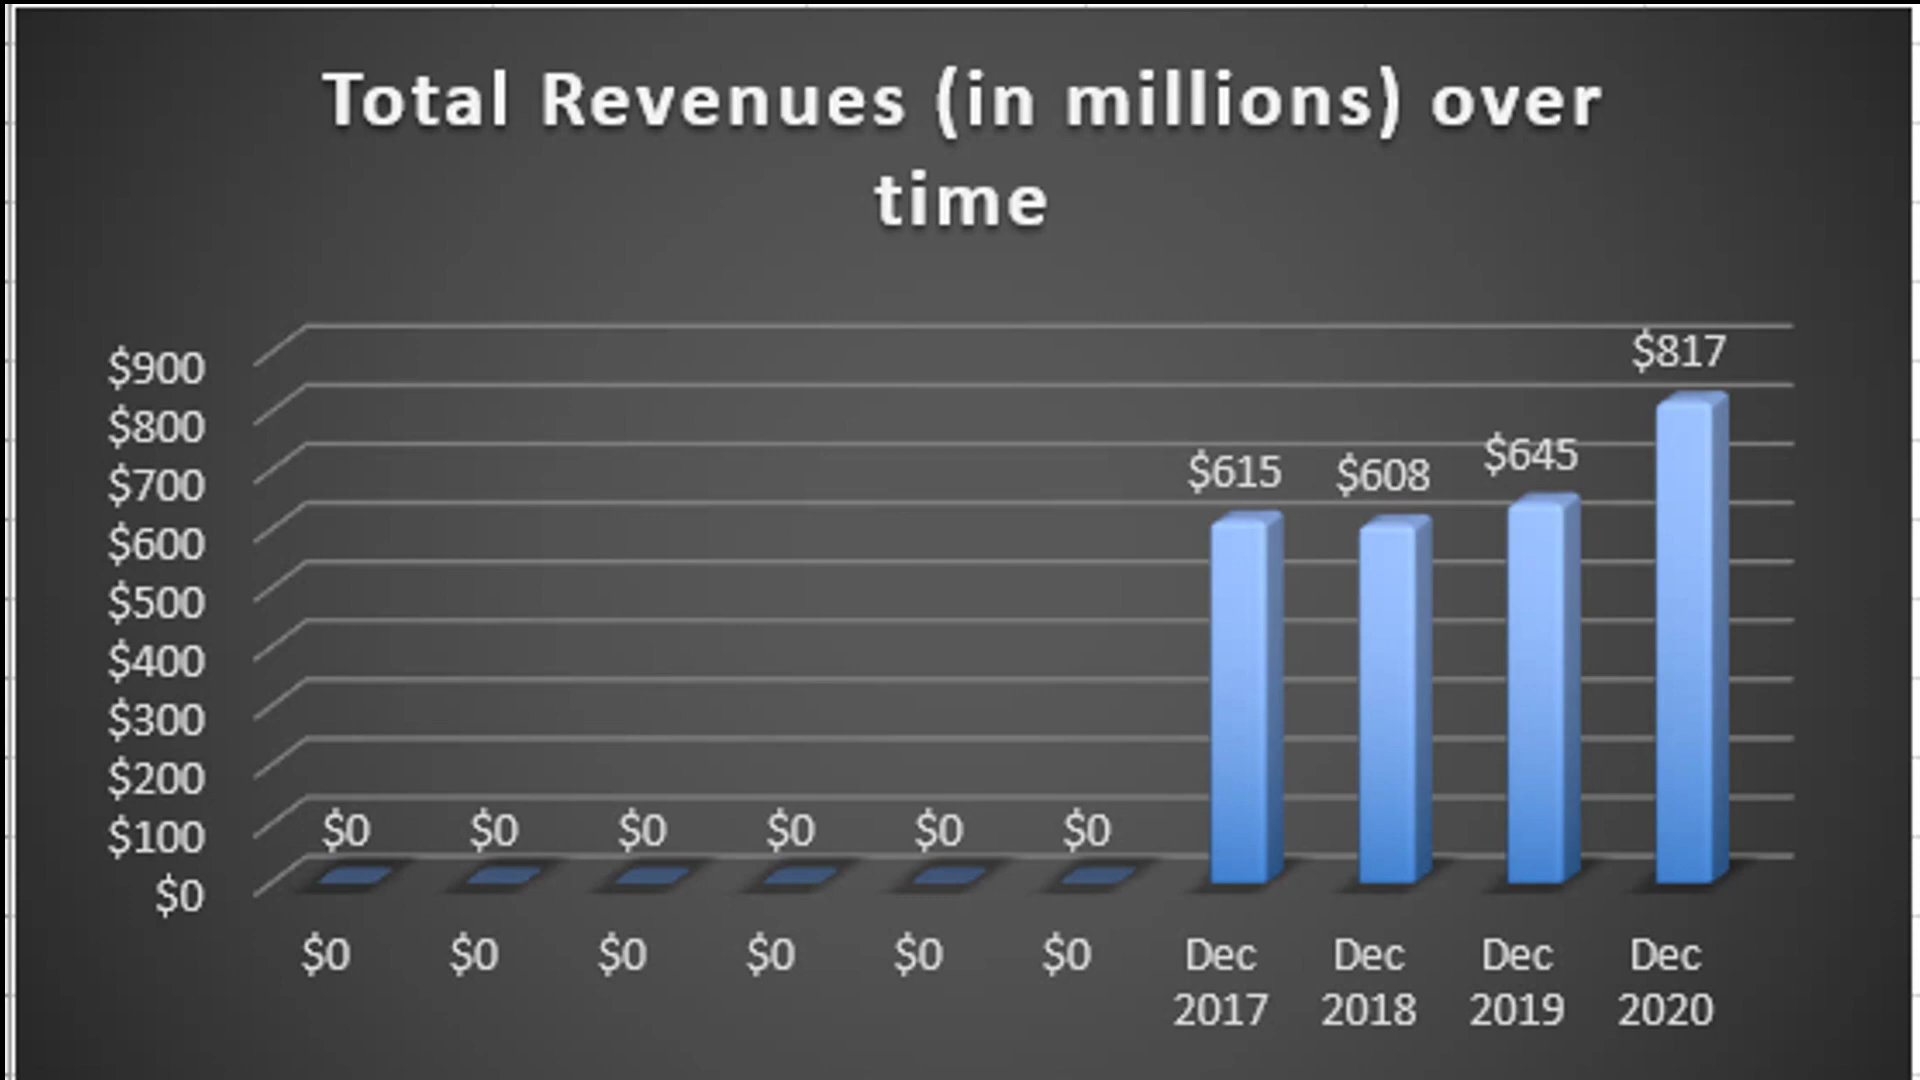 Total Revenues (in millions) over
time
$900
$800
$700
$600
$500
$400
$300
$200
$100
$0
$0 $0 $0 $0 $0 $0 $615 $608 $645 $817
$0 $0 $0 $0 $0 $0 Dec Dec Dec Dec
2017 2018 2019 2020